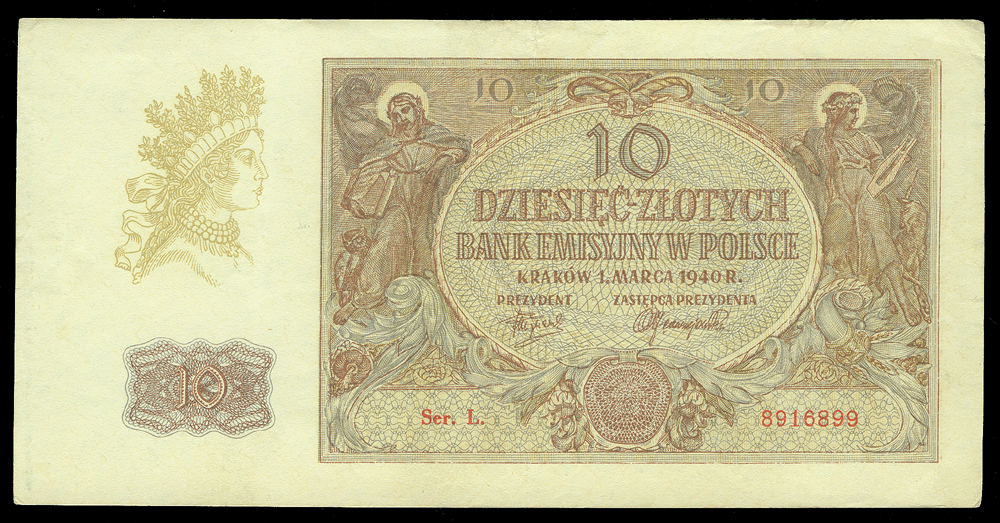 10 10
10
DZIESIĘĆ-ZŁOTYCH
BANK EMISYJNY W POLSCE
KRAKÓW 1. MARCA 1940 R.
PREZYDENT ZASTĘPCA PREZYDENTA
10
Ser. L. 8916899